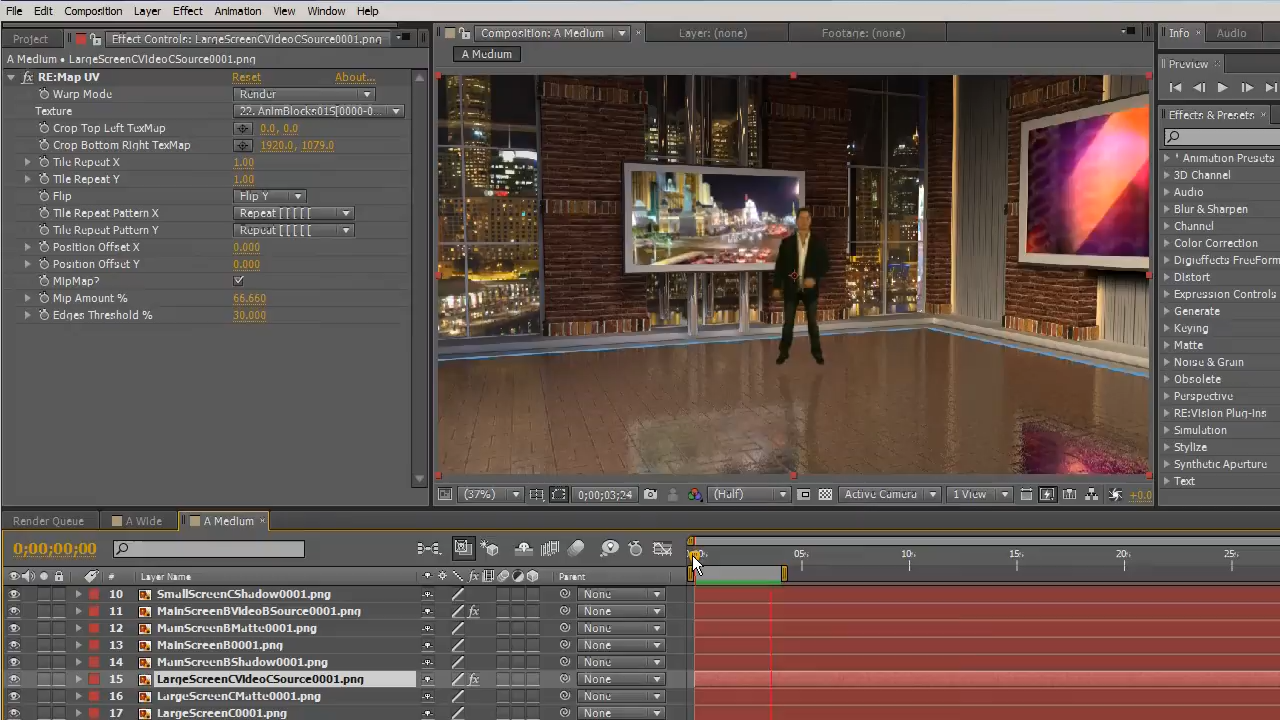 File Edit Composition Layer Effect Animation View Window Help
Project Effect Controls: LargeScreenCVideoCSource0001.png
A Medium • LargeScreenCVideoCSource0001.png
RE:Map UV Reset About...
Warp Mode Render
Texture 22. AnimBlocks01S[0000-0...
Crop Top Left TexMap 0.0, 0.0
Crop Bottom Right TexMap 1920.0, 1079.0
Tile Repeat X 1.00
Tile Repeat Y 1.00
Flip Flip Y
Tile Repeat Pattern X Repeat [ [ [ [ [
Tile Repeat Pattern Y Repeat [ [ [ [ [
Position Offset X 0.000
Position Offset Y 0.000
MipMap?
Mip Amount % 66.660
Edges Threshold % 30.000
Composition: A Medium Layer: (none) Footage: (none)
A Medium
(37%) 0;00;03;24 (Half) Active Camera 1 View +0.0
Info Audio
Preview
Effects & Presets
* Animation Presets
3D Channel
Audio
Blur & Sharpen
Channel
Color Correction
Digieffects FreeForm
Distort
Expression Controls
Generate
Keying
Matte
Noise & Grain
Obsolete
Perspective
RE:Vision Plug-ins
Simulation
Stylize
Synthetic Aperture
Text
Render Queue A Wide A Medium
0;00;00;00
05s 10s 15s 20s 25s
# Layer Name Parent
10 SmallScreenCShadow0001.png None
11 MainScreenBVideoBSource0001.png None
12 MainScreenBMatte0001.png None
13 MainScreenB0001.png None
14 MainScreenBShadow0001.png None
15 LargeScreenCVideoCSource0001.png None
16 LargeScreenCMatte0001.png None
17 LargeScreenC0001.png None